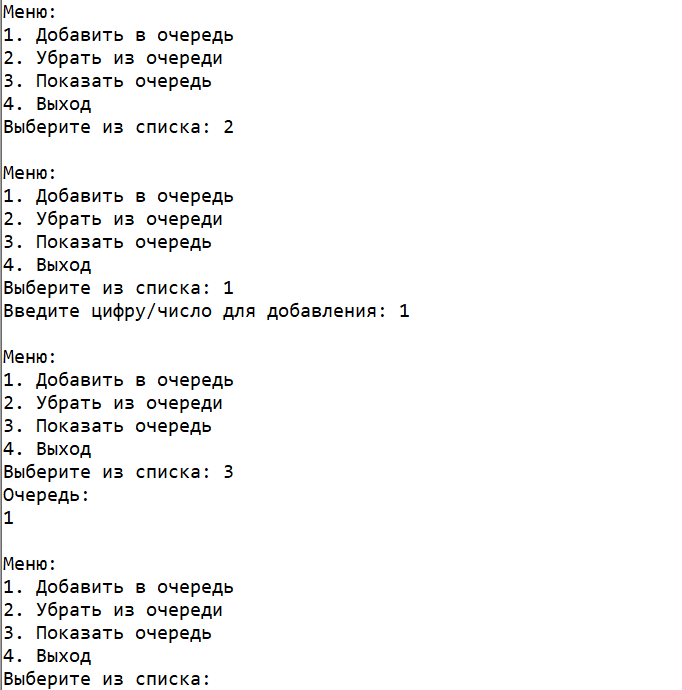 Меню:
1. Добавить в очередь
2. Убрать из очереди
3. Показать очередь
4. Выход
Выберите из списка: 2
Меню:
1. Добавить в очередь
2. Убрать из очереди
3. Показать очередь
4. Выход
Выберите из списка: 1
Введите цифру/число для добавления: 1
Меню:
1. Добавить в очередь
2. Убрать из очереди
3. Показать очередь
4. Выход
Выберите из списка: 3
Очередь:
1
Меню:
1. Добавить в очередь
2. Убрать из очереди
3. Показать очередь
4. Выход
Выберите из списка: